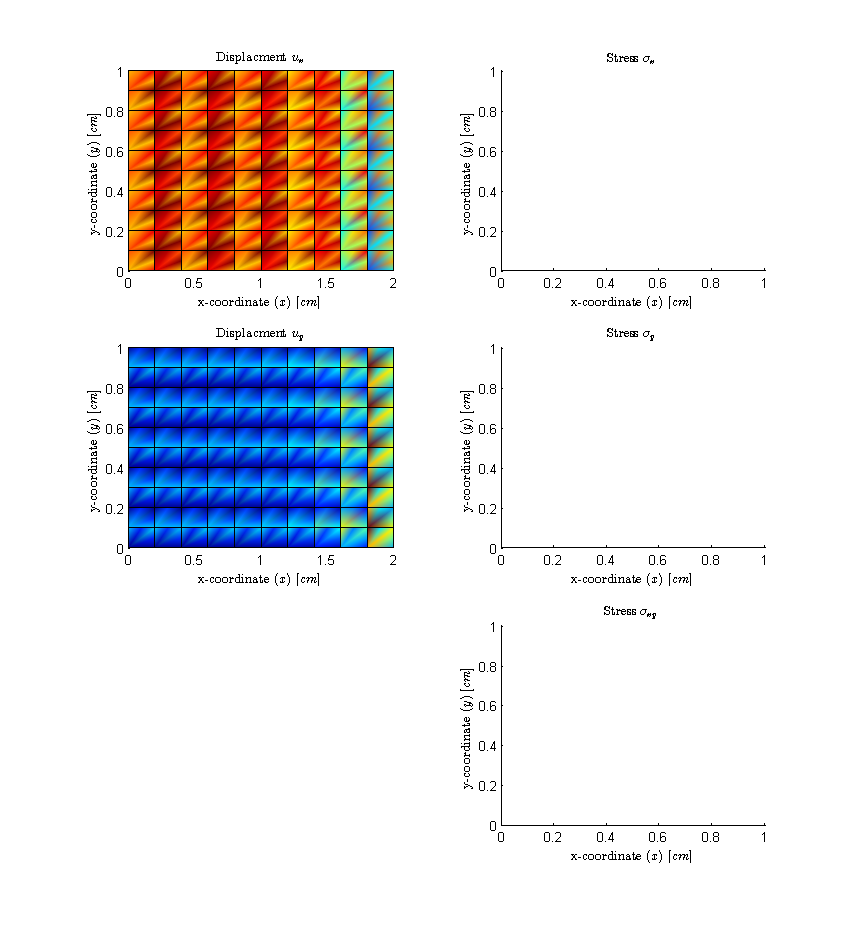 Displacment u_x
1
0.8
0.6
0.4
0.2
0
y-coordinate (y) [cm]
0 0.5 1 1.5 2
x-coordinate (x) [cm]
Stress σ_x
1
0.8
0.6
0.4
0.2
0
y-coordinate (y) [cm]
0 0.2 0.4 0.6 0.8 1
x-coordinate (x) [cm]
Displacment u_y
1
0.8
0.6
0.4
0.2
0
y-coordinate (y) [cm]
0 0.5 1 1.5 2
x-coordinate (x) [cm]
Stress σ_y
1
0.8
0.6
0.4
0.2
0
y-coordinate (y) [cm]
0 0.2 0.4 0.6 0.8 1
x-coordinate (x) [cm]
Stress σ_xy
1
0.8
0.6
0.4
0.2
0
y-coordinate (y) [cm]
0 0.2 0.4 0.6 0.8 1
x-coordinate (x) [cm]